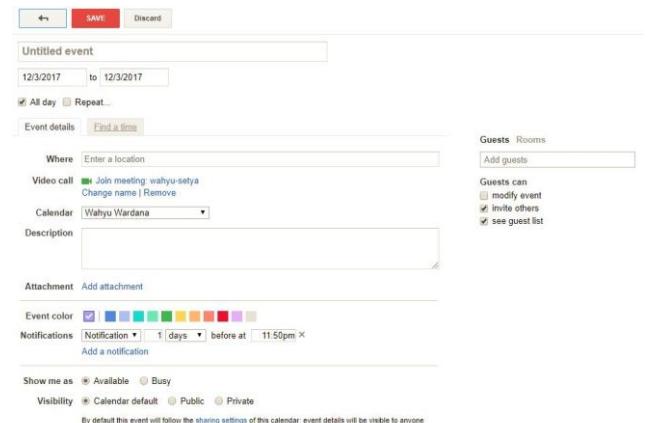 SAVE Discard
Untitled event
12/3/2017 to 12/3/2017
All day Repeat...
Event details Find a time
Where Enter a location
Video call Join meeting: wahyu-setya
Change name | Remove
Calendar Wahyu Wardana
Description
Attachment Add attachment
Event color
Notifications Notification 1 days before at 11:50pm ×
Add a notification
Show me as Available Busy
Visibility Calendar default Public Private
By default this event will follow the sharing settings of this calendar: event details will be visible to anyone
Guests Rooms
Add guests
Guests can
modify event
invite others
see guest list